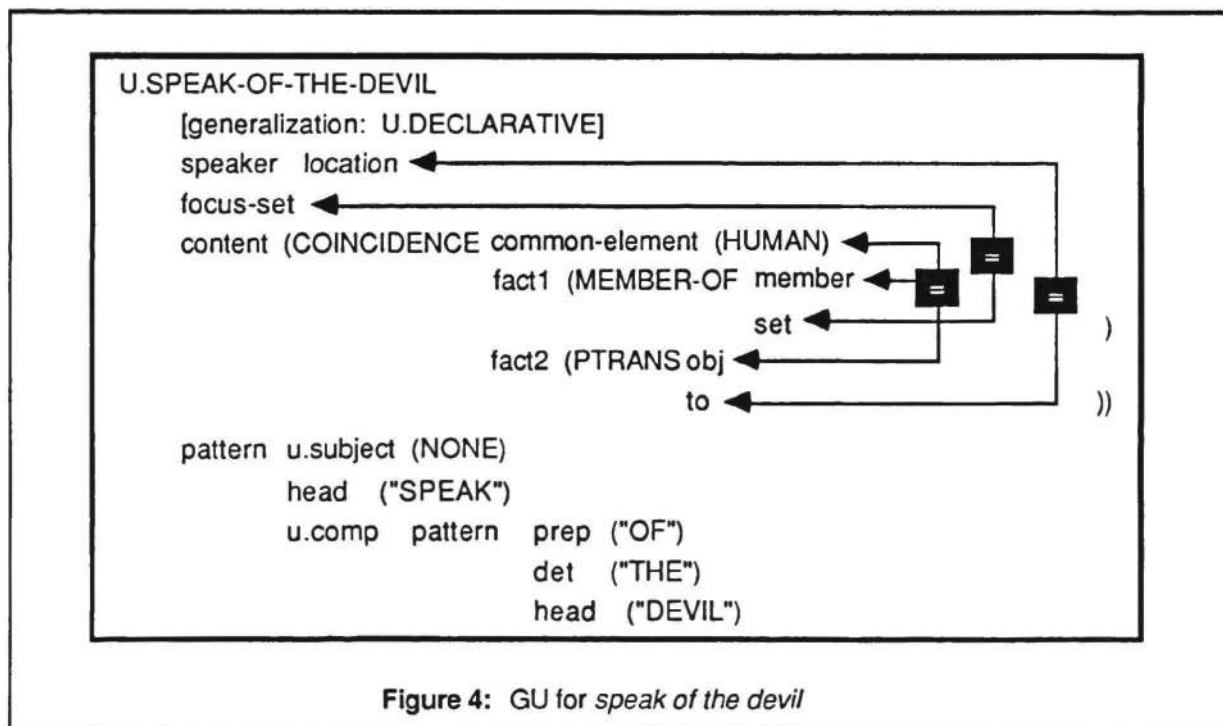 U.SPEAK-OF-THE-DEVIL
[generalization: U.DECLARATIVE]
speaker location
focus-set
content (COINCIDENCE common-element (HUMAN)
=
fact1 (MEMBER-OF member
=
=
set )
fact2 (PTRANS obj
to ))
pattern u.subject (NONE)
head ("SPEAK")
u.comp pattern prep ("OF")
det ("THE")
head ("DEVIL")
Figure 4: GU for speak of the devil